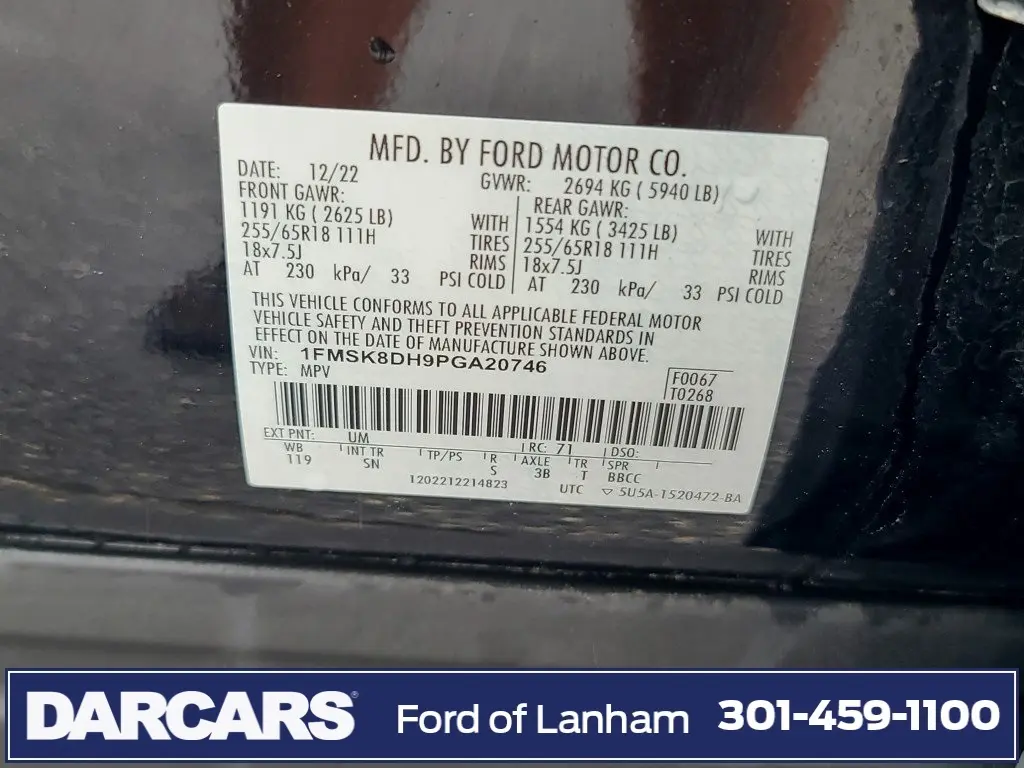 MFD. BY FORD MOTOR CO.
DATE: 12/22
GVWR: 2694 KG ( 5940 LB)
FRONT GAWR:
1191 KG ( 2625 LB) WITH
255/65R18 111H TIRES
18x7.5J RIMS
AT 230 kPa/ 33 PSI COLD
REAR GAWR:
1554 KG ( 3425 LB) WITH
255/65R18 111H TIRES
18x7.5J RIMS
AT 230 kPa/ 33 PSI COLD
THIS VEHICLE CONFORMS TO ALL APPLICABLE FEDERAL MOTOR
VEHICLE SAFETY AND THEFT PREVENTION STANDARDS IN
EFFECT ON THE DATE OF MANUFACTURE SHOWN ABOVE.
VIN: 1FMSK8DH9PGA20746
TYPE: MPV
F0067
T0268
EXT PNT: UM RC: 71 DSO:
WB INT TR TP/PS R AXLE TR SPR
119 SN S 3B T BBCC
1202212214823 UTC ▽ 5U5A-1520472-BA
DARCARS® Ford of Lanham 301-459-1100